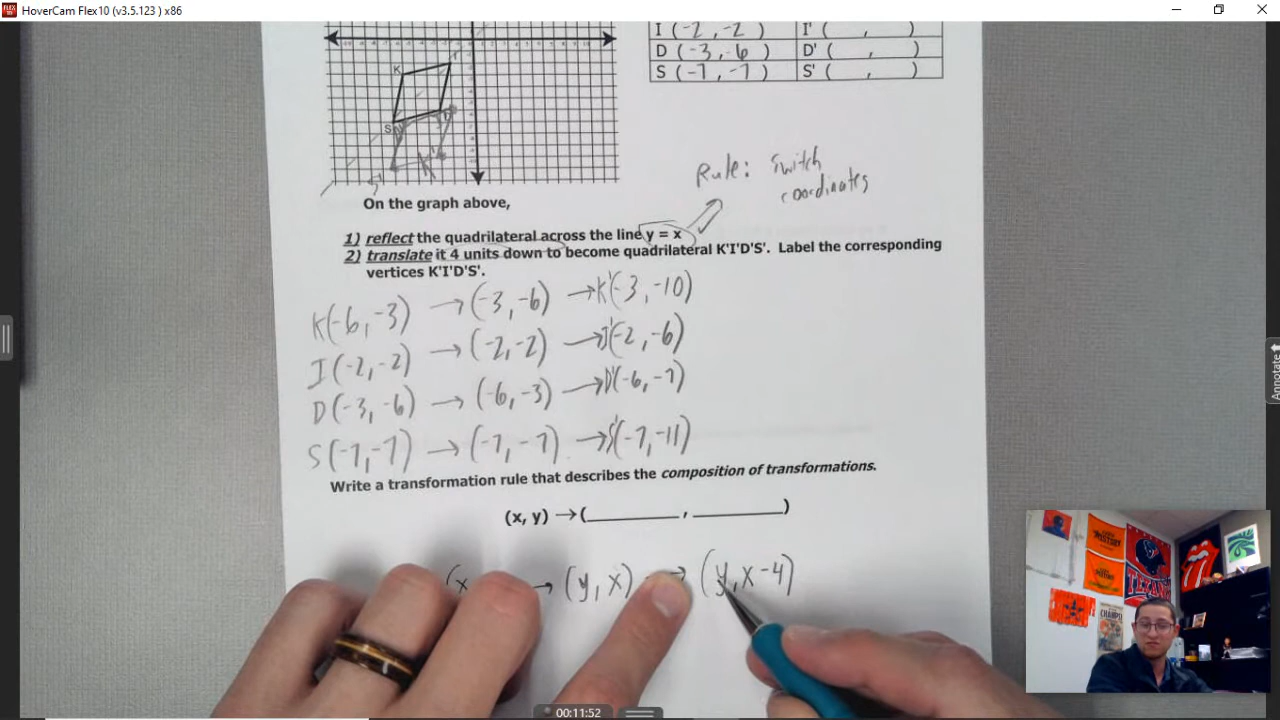 HoverCam Flex10 (v3.5.123 ) x86
I (-2, -2 ) I' ( , )
D (-3, -6 ) D' ( , )
S (-7, -7 ) S' ( , )
K
I
S
D
K'
S'
Rule: Switch
coordinates
On the graph above,
1) reflect the quadrilateral across the line y = x
2) translate it 4 units down to become quadrilateral K'I'D'S'. Label the corresponding
vertices K'I'D'S'.
K(-6, -3) → (-3, -6) → K'(-3, -10)
I (-2, -2) → (-2, -2) → I'(-2, -6)
D (-3, -6) → (-6, -3) → D'(-6, -7)
S (-7, -7) → (-7, -7) → S'(-7, -11)
Write a transformation rule that describes the composition of transformations.
(x, y) → (________ , ________)
(x → (y, x) → (y, x-4)
Annotate
TEXANS
00:11:52